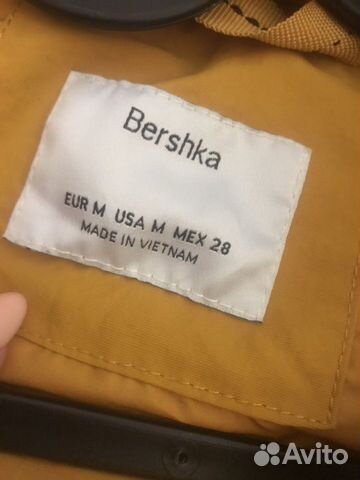 Bershka
EUR M USA M MEX 28
MADE IN VIETNAM
Avito